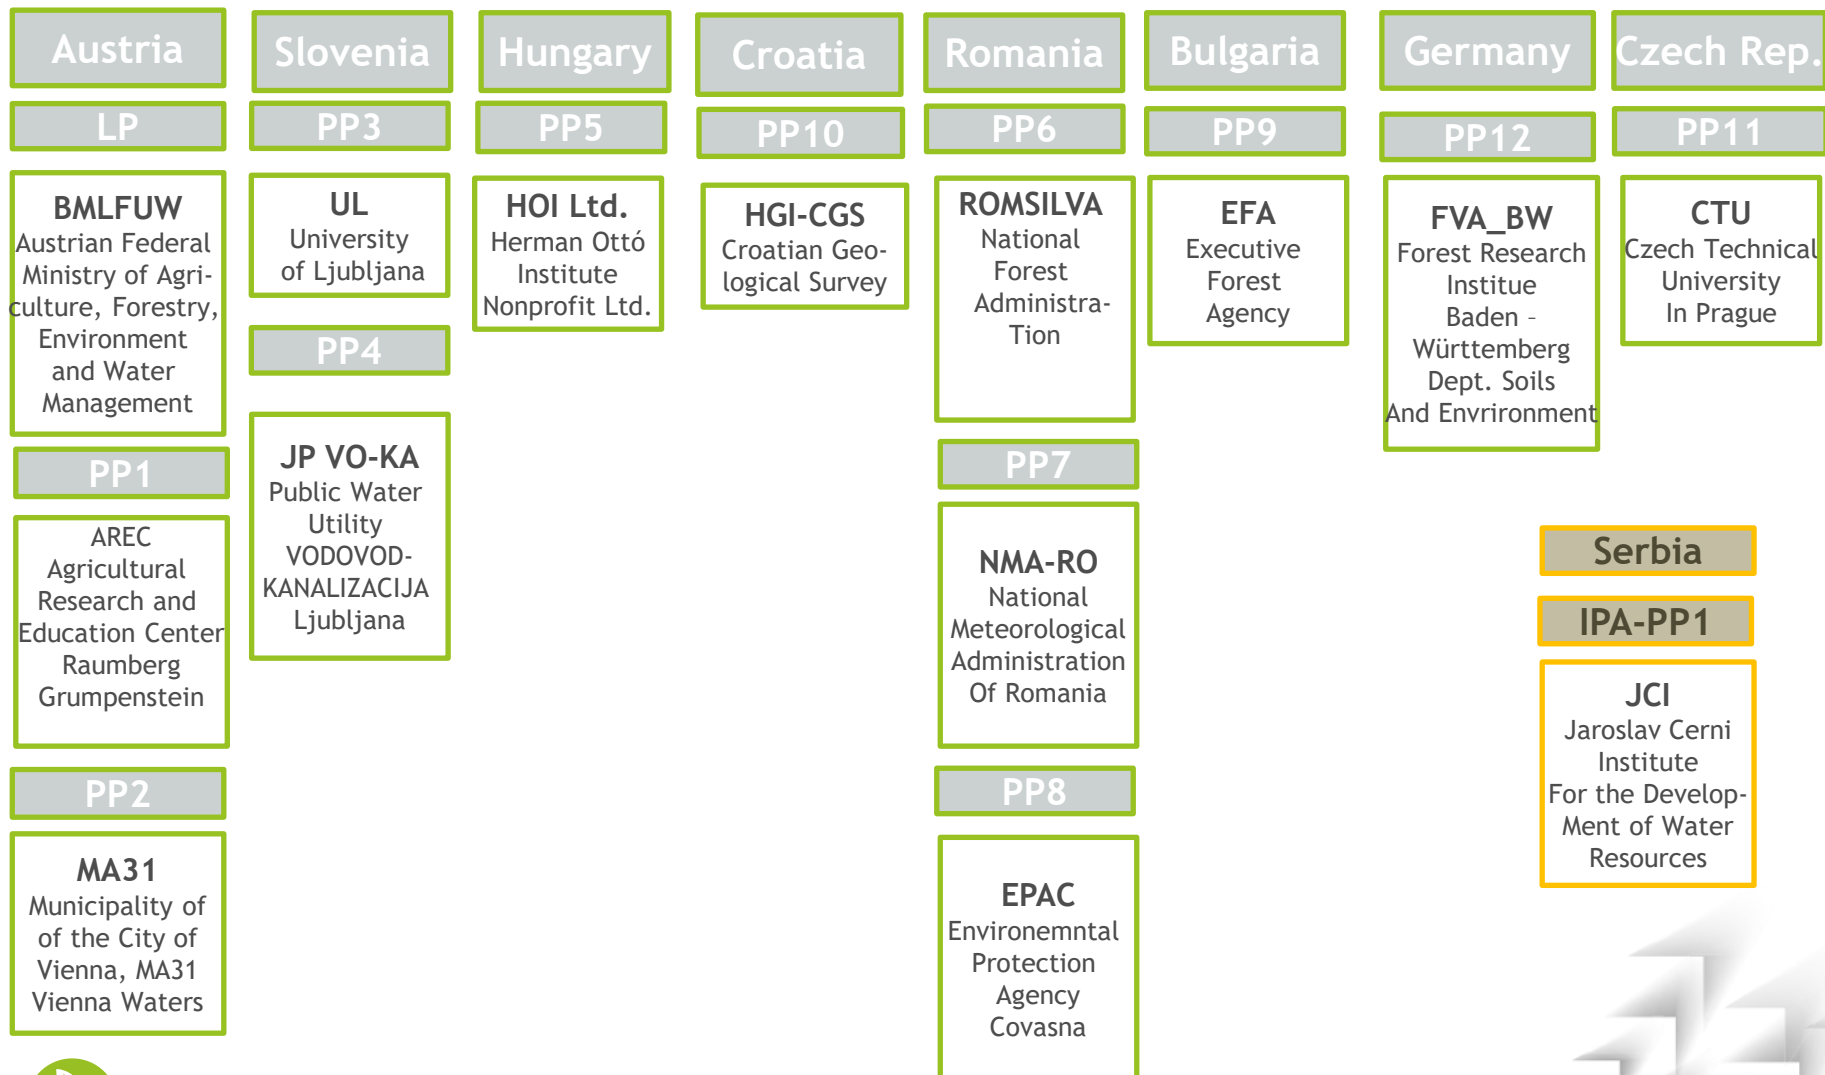 Austria
LP
BMLFUW
Austrian Federal
Ministry of Agri-
culture, Forestry,
Environment
and Water
Management
PP1
AREC
Agricultural
Research and
Education Center
Raumberg
Grumpenstein
PP2
MA31
Municipality of
of the City of
Vienna, MA31
Vienna Waters
Slovenia
PP3
UL
University
of Ljubljana
PP4
JP VO-KA
Public Water
Utility
VODOVOD-
KANALIZACIJA
Ljubljana
Hungary
PP5
HOI Ltd.
Herman Ottó
Institute
Nonprofit Ltd.
Croatia
PP10
HGI-CGS
Croatian Geo-
logical Survey
Romania
PP6
ROMSILVA
National
Forest
Administra-
Tion
PP7
NMA-RO
National
Meteorological
Administration
Of Romania
PP8
EPAC
Environemntal
Protection
Agency
Covasna
Bulgaria
PP9
EFA
Executive
Forest
Agency
Germany
PP12
FVA_BW
Forest Research
Institue
Baden –
Württemberg
Dept. Soils
And Envrironment
Czech Rep.
PP11
CTU
Czech Technical
University
In Prague
Serbia
IPA-PP1
JCI
Jaroslav Cerni
Institute
For the Develop-
Ment of Water
Resources